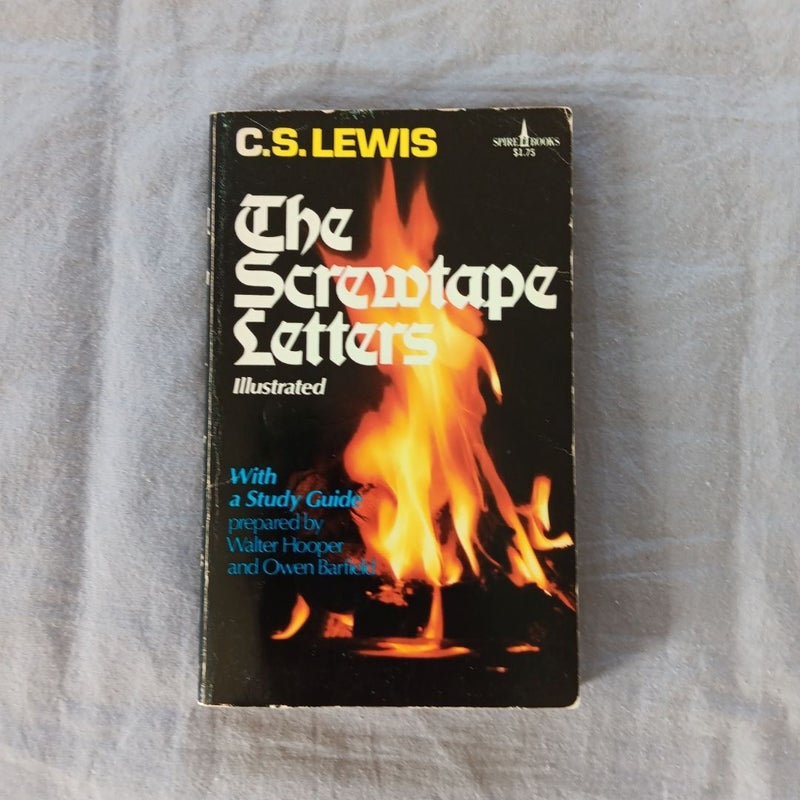 C.S. LEWIS
SPIRE BOOKS
$1.75
The
Screwtape
Letters
Illustrated
With
a Study Guide
prepared by
Walter Hooper
and Owen Barfield